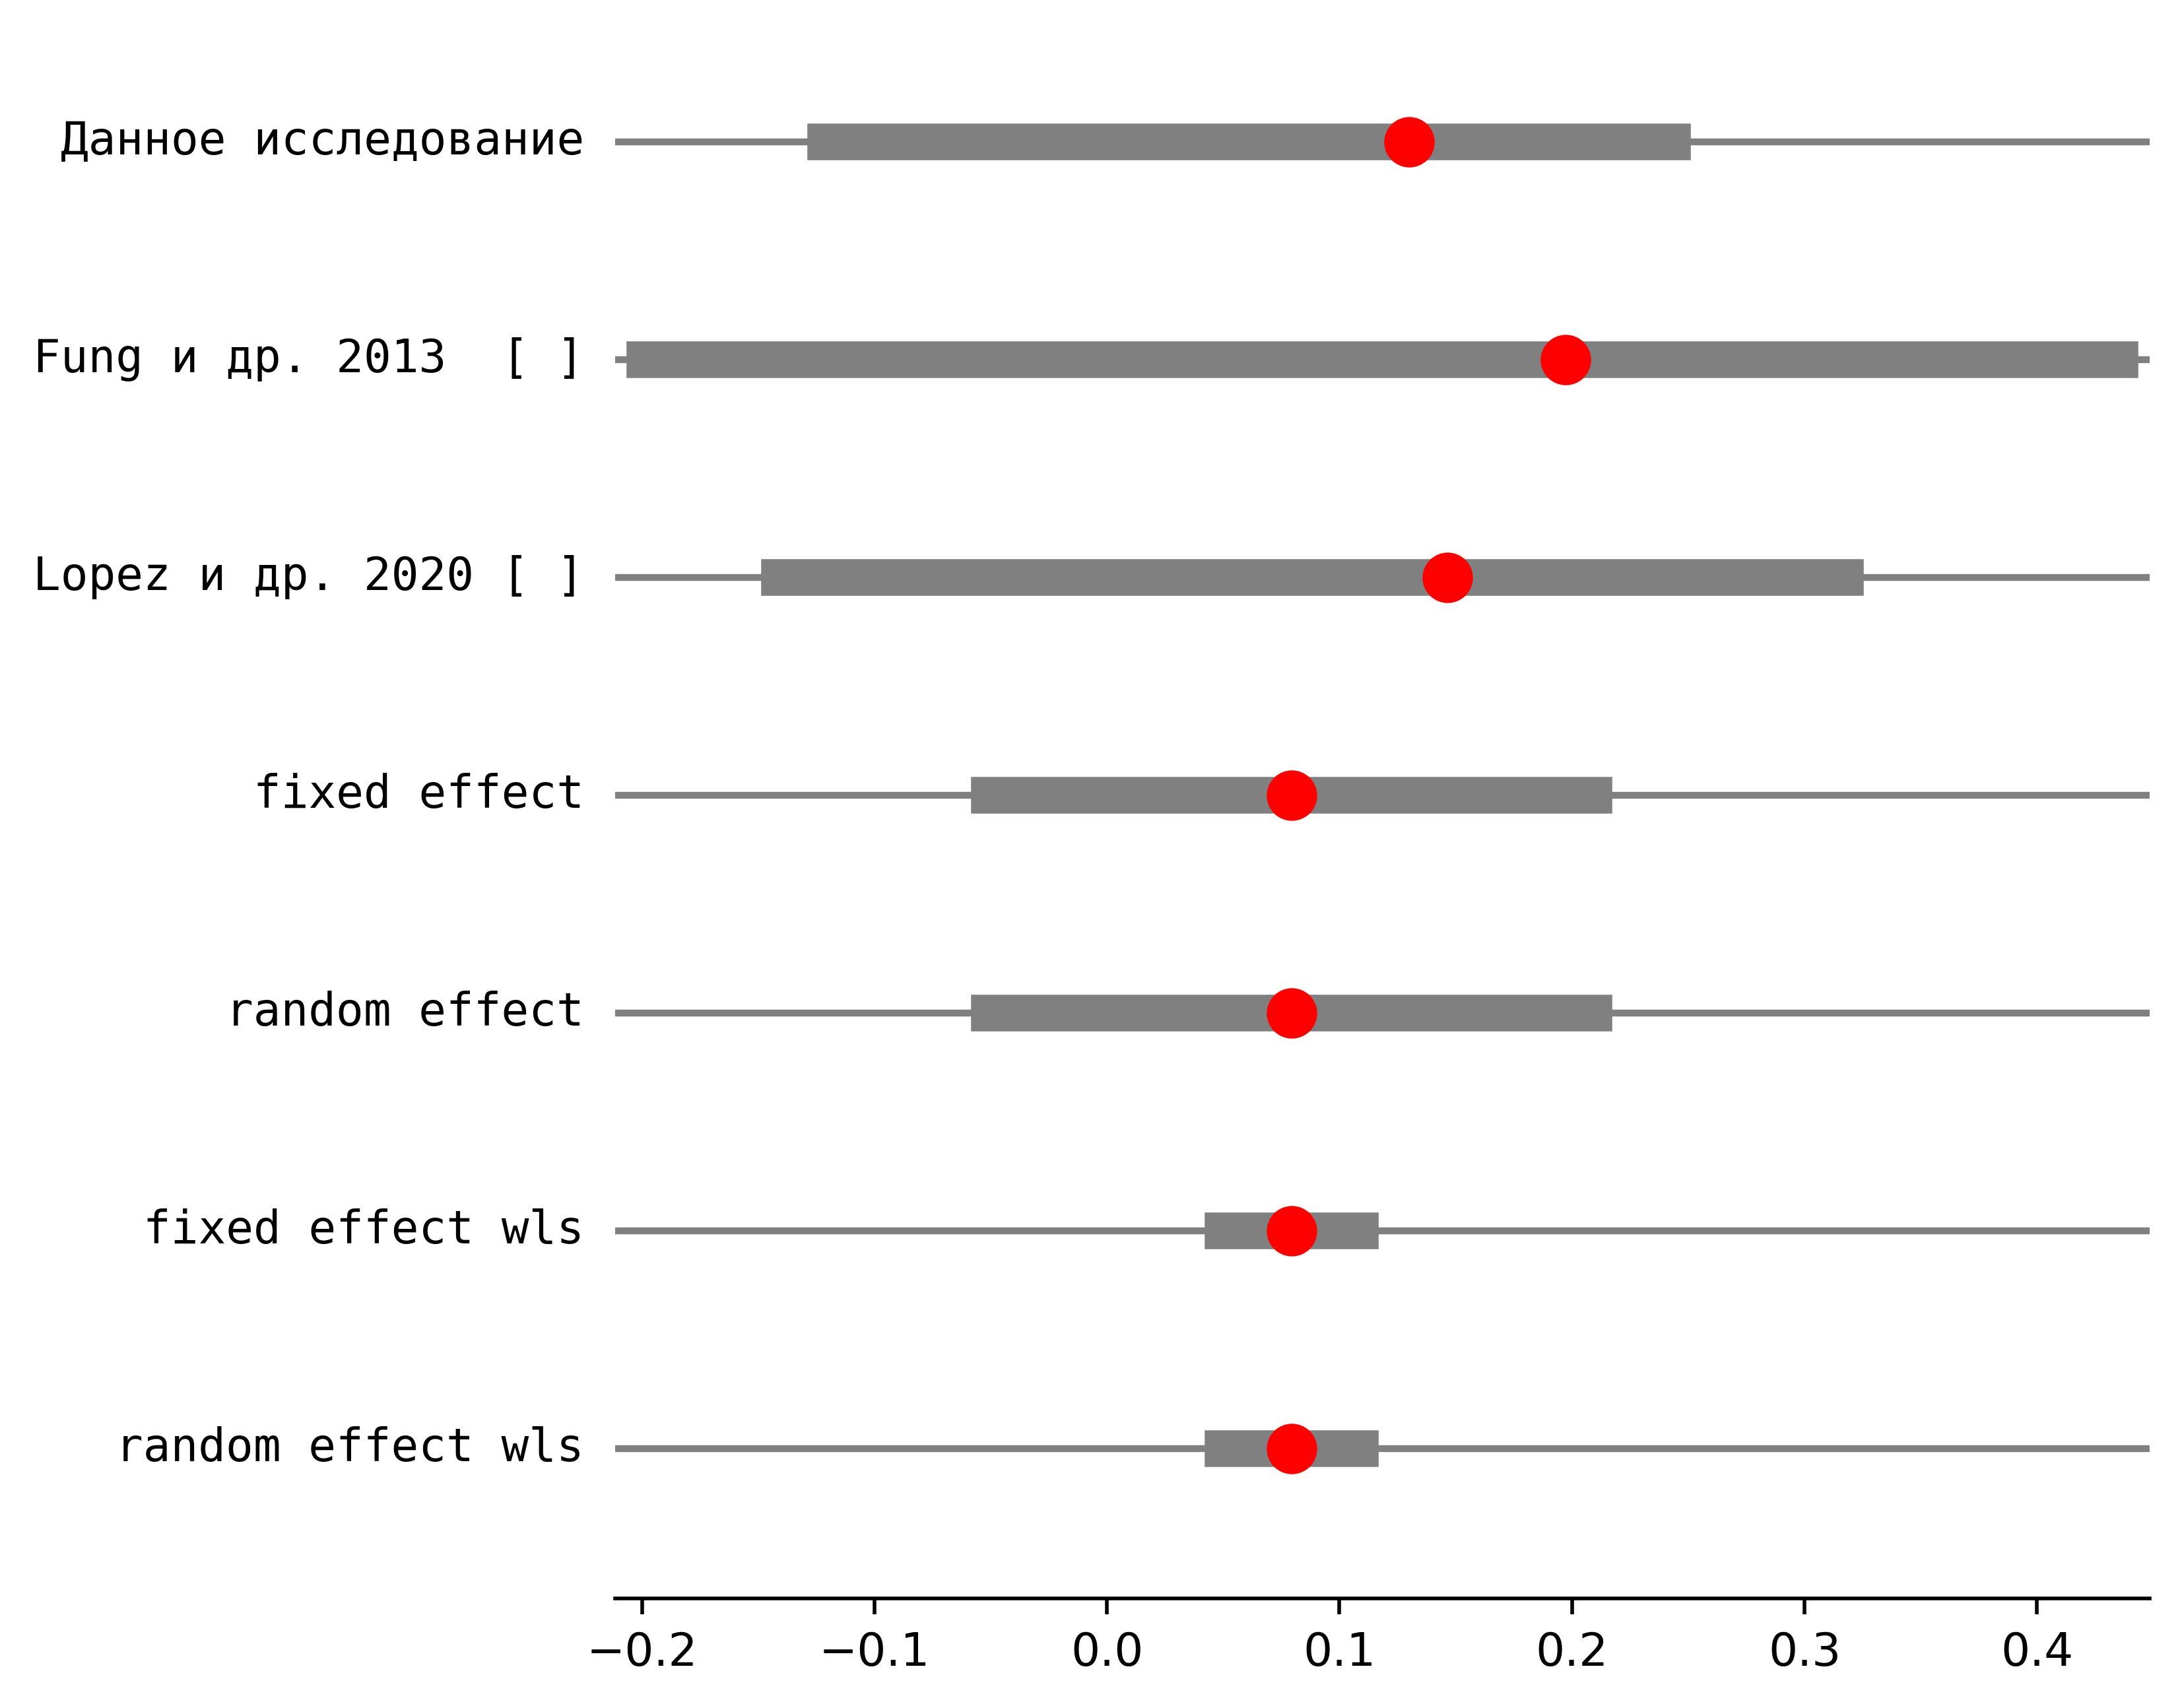 Данное исследование
Fung и др. 2013  [ ]
Lopez и др. 2020 [ ]
fixed effect
random effect
fixed effect wls
random effect wls
−0.2 −0.1 0.0 0.1 0.2 0.3 0.4